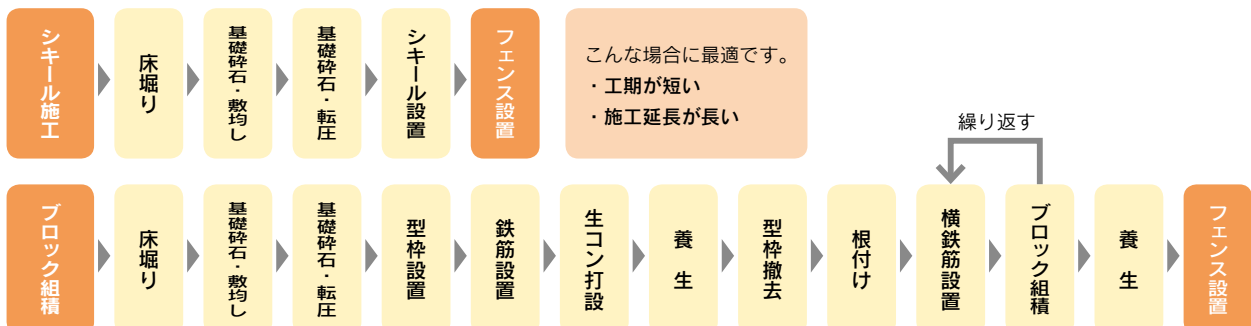 シキール施工
床堀り
基礎砕石・敷均し
基礎砕石・転圧
シキール設置
フェンス設置
こんな場合に最適です。
・工期が短い
・施工延長が長い
繰り返す
ブロック組積
床堀り
基礎砕石・敷均し
基礎砕石・転圧
型枠設置
鉄筋設置
生コン打設
養生
型枠撤去
根付け
横鉄筋設置
ブロック組積
養生
フェンス設置